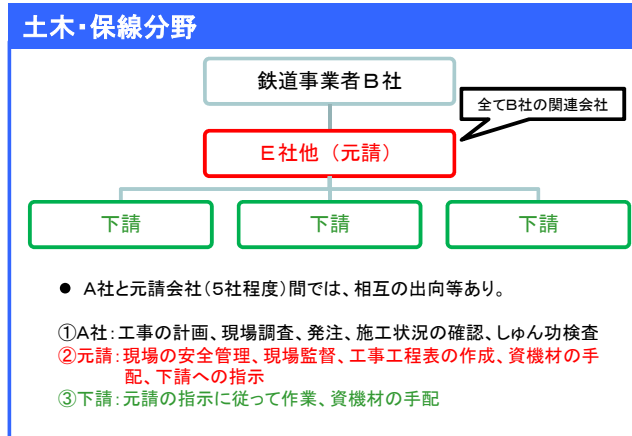 土木・保線分野
鉄道事業者B社
全てB社の関連会社
E社他（元請）
下請
下請
下請
● A社と元請会社（5社程度）間では、相互の出向等あり。
①A社：工事の計画、現場調査、発注、施工状況の確認、しゅん功検査
②元請：現場の安全管理、現場監督、工事工程表の作成、資機材の手
配、下請への指示
③下請：元請の指示に従って作業、資機材の手配